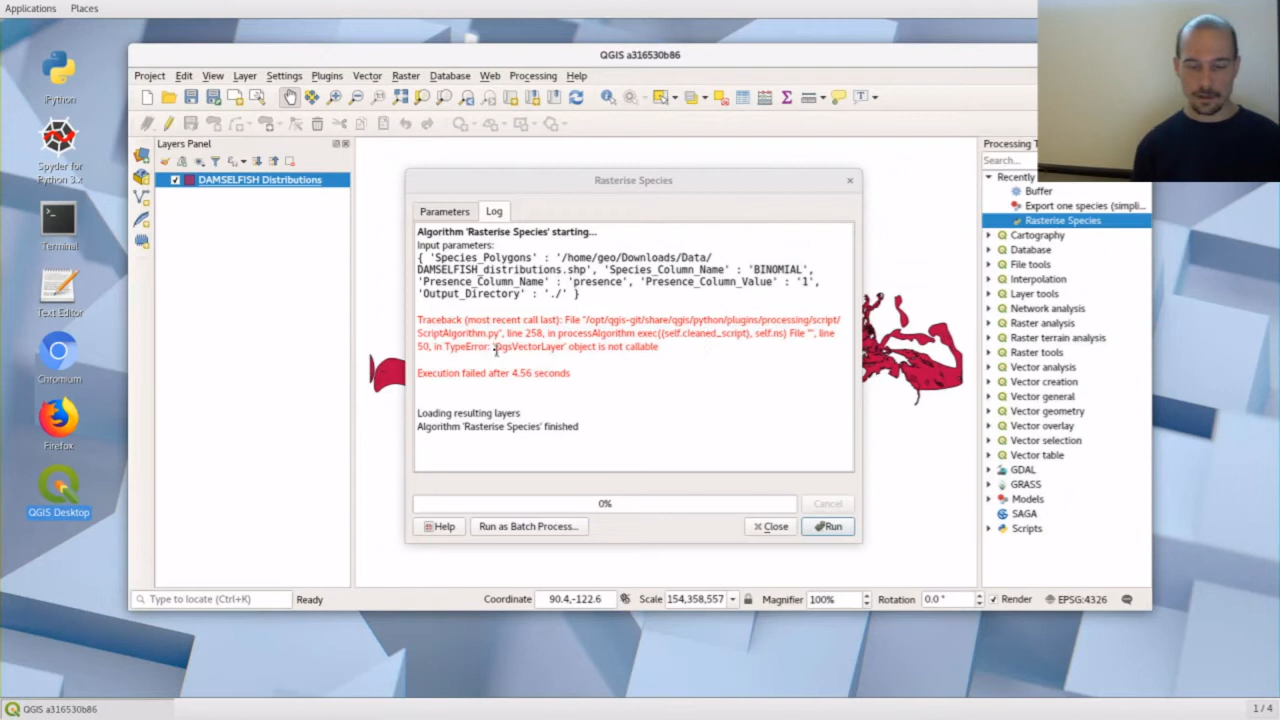 Applications Places
QGIS a316530b86
Project Edit View Layer Settings Plugins Vector Raster Database Web Processing Help
iPython
Spyder for
Python 3.x
Terminal
Text Editor
Chromium
Firefox
QGIS Desktop
Layers Panel
DAMSELFISH Distributions
Rasterise Species
Parameters Log
Algorithm 'Rasterise Species' starting...
Input parameters:
{ 'Species_Polygons' : '/home/geo/Downloads/Data/
DAMSELFISH_distributions.shp', 'Species_Column_Name' : 'BINOMIAL',
'Presence_Column_Name' : 'presence', 'Presence_Column_Value' : '1',
'Output_Directory' : './' }
Traceback (most recent call last): File "/opt/qgis-git/share/qgis/python/plugins/processing/script/
ScriptAlgorithm.py", line 258, in processAlgorithm exec((self.cleaned_script), self.ns) File "", line
50, in TypeError: 'QgsVectorLayer' object is not callable
Execution failed after 4.56 seconds
Loading resulting layers
Algorithm 'Rasterise Species' finished
0%
Cancel
Help Run as Batch Process... Close Run
Processing T
Search...
Recently
Buffer
Export one species (simpli...
Rasterise Species
Cartography
Database
File tools
Interpolation
Layer tools
Network analysis
Raster analysis
Raster terrain analysis
Raster tools
Vector analysis
Vector creation
Vector general
Vector geometry
Vector overlay
Vector selection
Vector table
GDAL
GRASS
Models
SAGA
Scripts
Type to locate (Ctrl+K) Ready Coordinate 90.4,-122.6 Scale 154,358,557 Magnifier 100% Rotation 0.0 ° Render EPSG:4326
QGIS a316530b86
1 / 4